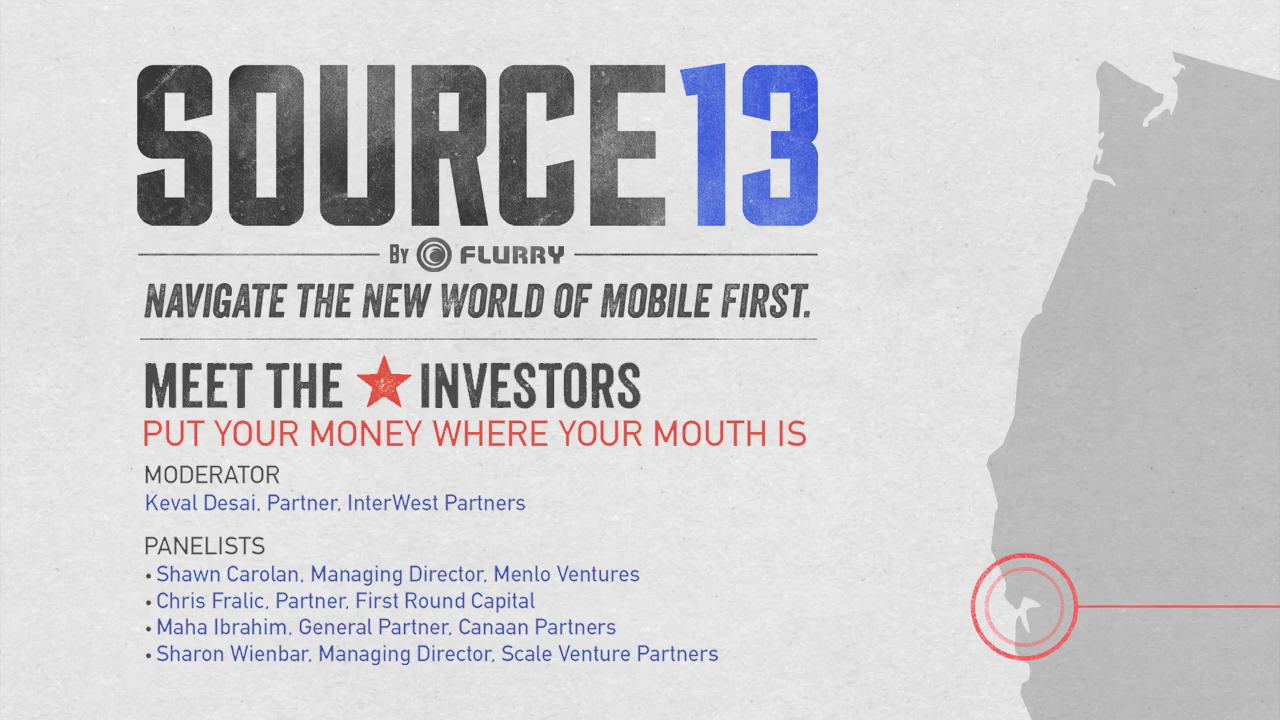 SOURCE13
By FLURRY
NAVIGATE THE NEW WORLD OF MOBILE FIRST.
MEET THE ★ INVESTORS
PUT YOUR MONEY WHERE YOUR MOUTH IS
MODERATOR
Keval Desai, Partner, InterWest Partners
PANELISTS
• Shawn Carolan, Managing Director, Menlo Ventures
• Chris Fralic, Partner, First Round Capital
• Maha Ibrahim, General Partner, Canaan Partners
• Sharon Wienbar, Managing Director, Scale Venture Partners